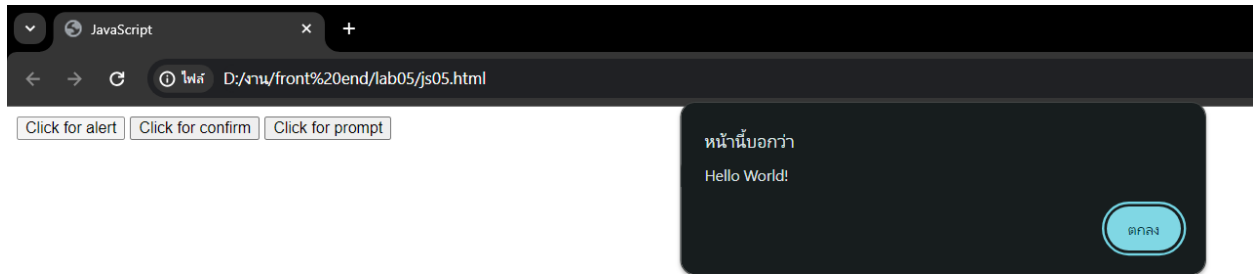 JavaScript
ไฟล์ D:/งาน/front%20end/lab05/js05.html
Click for alert Click for confirm Click for prompt
หน้านี้บอกว่า
Hello World!
ตกลง